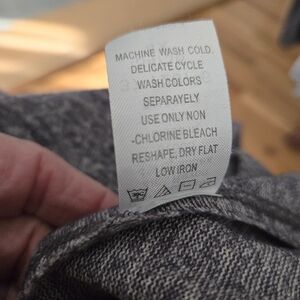 MACHINE WASH COLD.
DELICATE CYCLE
WASH COLORS
SEPARAYELY
USE ONLY NON
-CHLORINE BLEACH
RESHAPE, DRY FLAT
LOW IRON